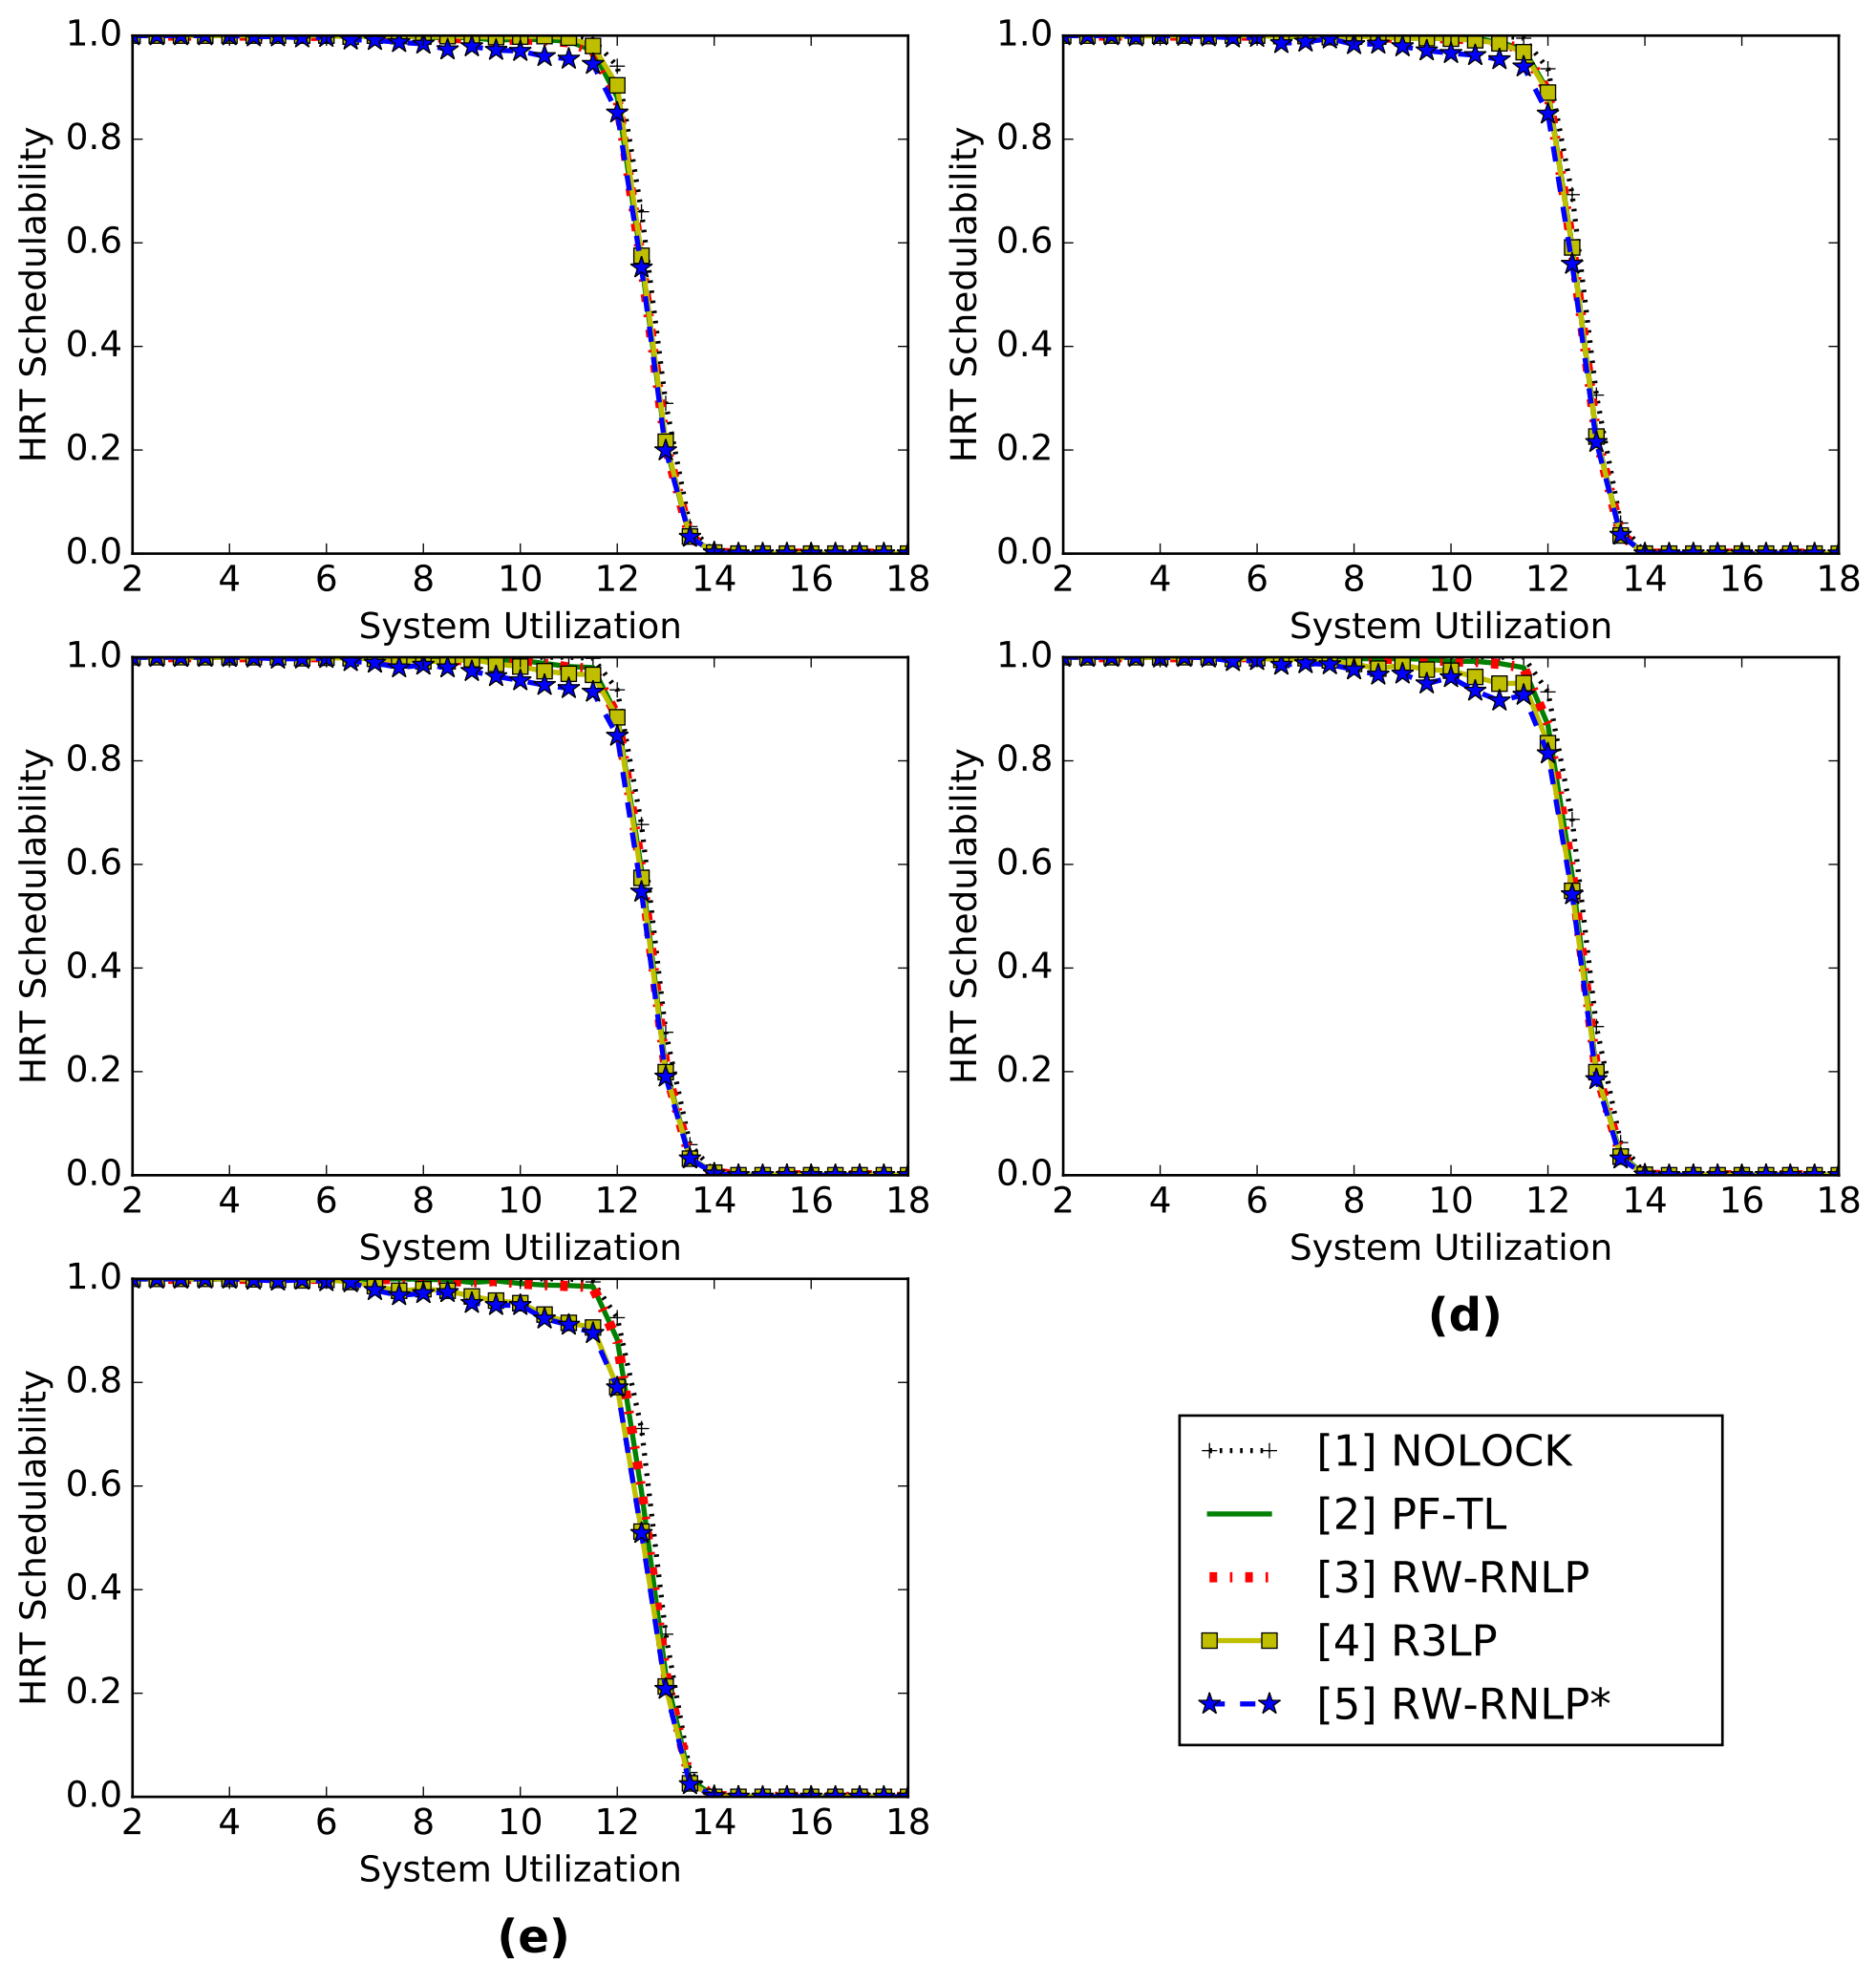 1.0
0.8
0.6
0.4
0.2
0.0
HRT Schedulability
2 4 6 8 10 12 14 16 18
System Utilization
1.0
0.8
0.6
0.4
0.2
0.0
HRT Schedulability
2 4 6 8 10 12 14 16 18
System Utilization
1.0
0.8
0.6
0.4
0.2
0.0
HRT Schedulability
2 4 6 8 10 12 14 16 18
System Utilization
1.0
0.8
0.6
0.4
0.2
0.0
HRT Schedulability
2 4 6 8 10 12 14 16 18
System Utilization
(d)
1.0
0.8
0.6
0.4
0.2
0.0
HRT Schedulability
2 4 6 8 10 12 14 16 18
System Utilization
(e)
[1] NOLOCK
[2] PF-TL
[3] RW-RNLP
[4] R3LP
[5] RW-RNLP*